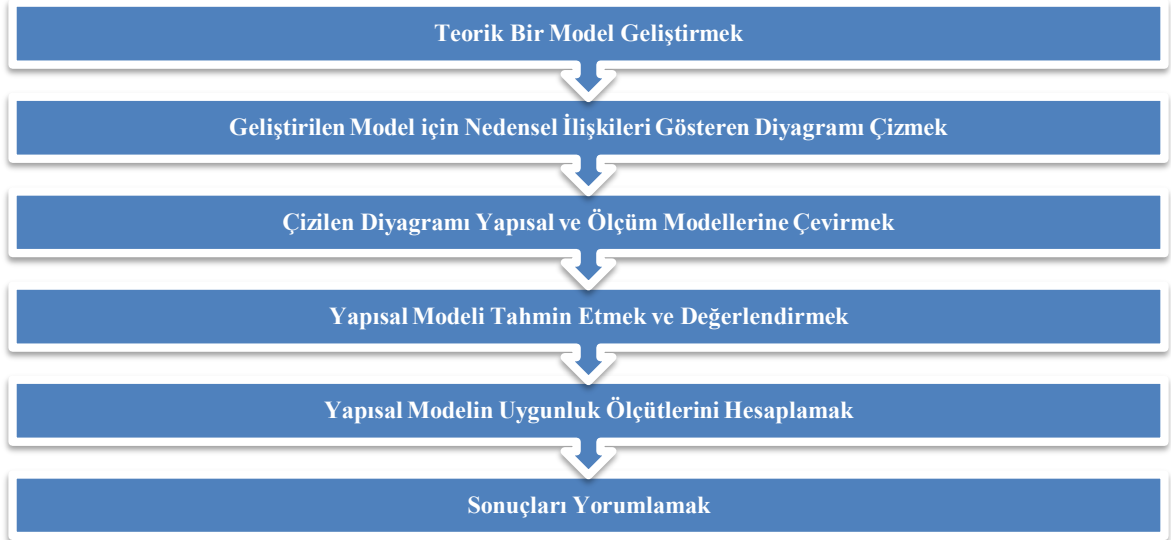 Teorik Bir Model Geliştirmek
Geliştirilen Model için Nedensel İlişkileri Gösteren Diyagramı Çizmek
Çizilen Diyagramı Yapısal ve Ölçüm Modellerine Çevirmek
Yapısal Modeli Tahmin Etmek ve Değerlendirmek
Yapısal Modelin Uygunluk Ölçütlerini Hesaplamak
Sonuçları Yorumlamak